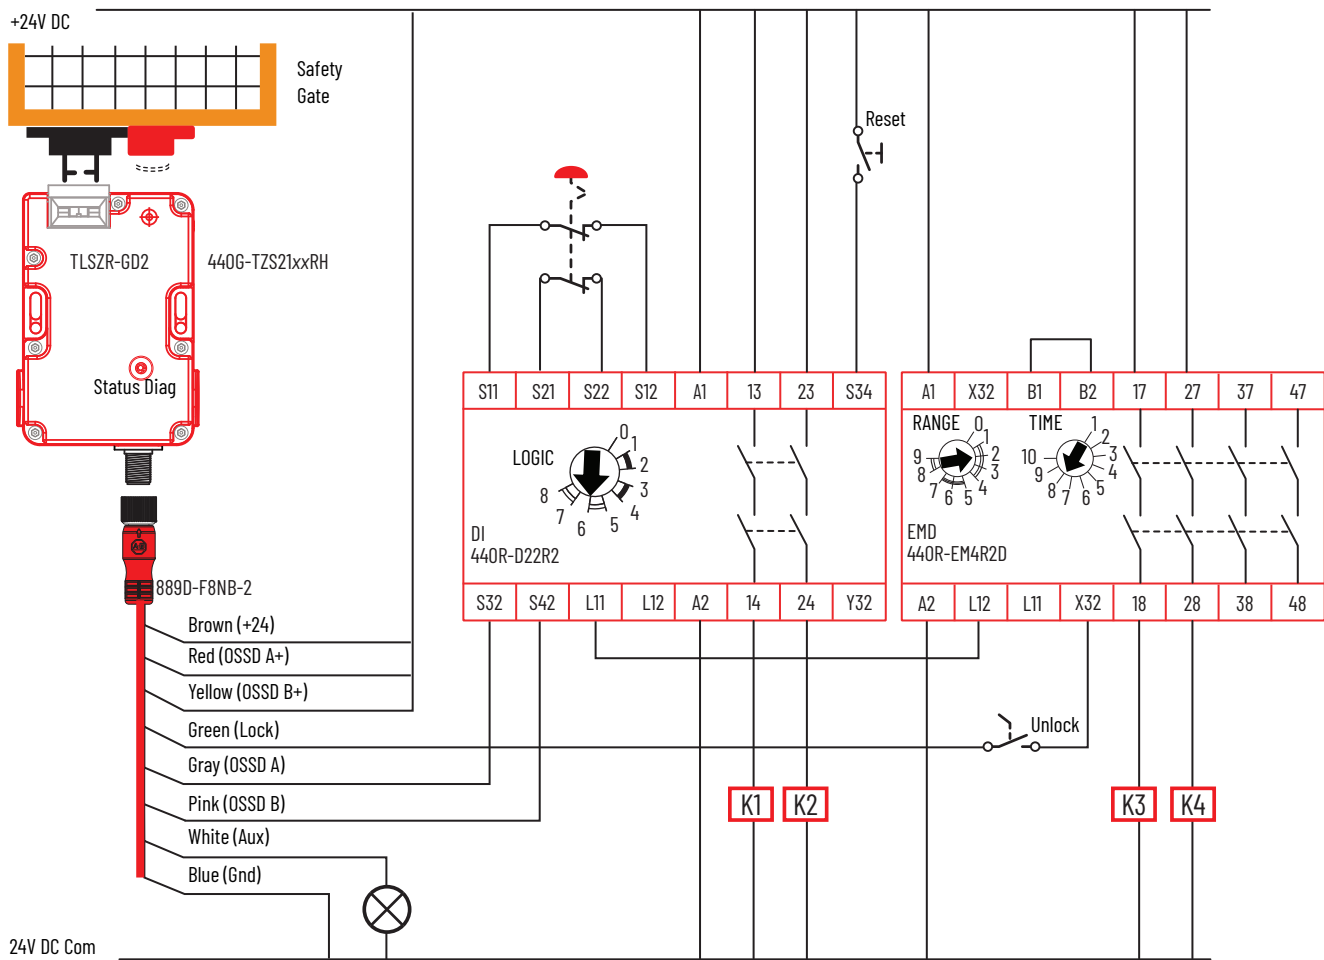 +24V DC
Safety
Gate
Reset
TLSZR-GD2
440G-TZS21xxRH
Status Diag
S11 S21 S22 S12 A1 13 23 S34
A1 X32 B1 B2 17 27 37 47
LOGIC
0 1 2 3 4 5 6 7 8
RANGE
0 1 2 3 4 5 6 7 8 9
TIME
1 2 3 4 5 6 7 8 9 10
DI
440R-D22R2
EMD
440R-EM4R2D
S32 S42 L11 L12 A2 14 24 Y32
A2 L12 L11 X32 18 28 38 48
889D-F8NB-2
Brown (+24)
Red (OSSD A+)
Yellow (OSSD B+)
Green (Lock)
Unlock
Gray (OSSD A)
Pink (OSSD B)
K1 K2 K3 K4
White (Aux)
Blue (Gnd)
24V DC Com